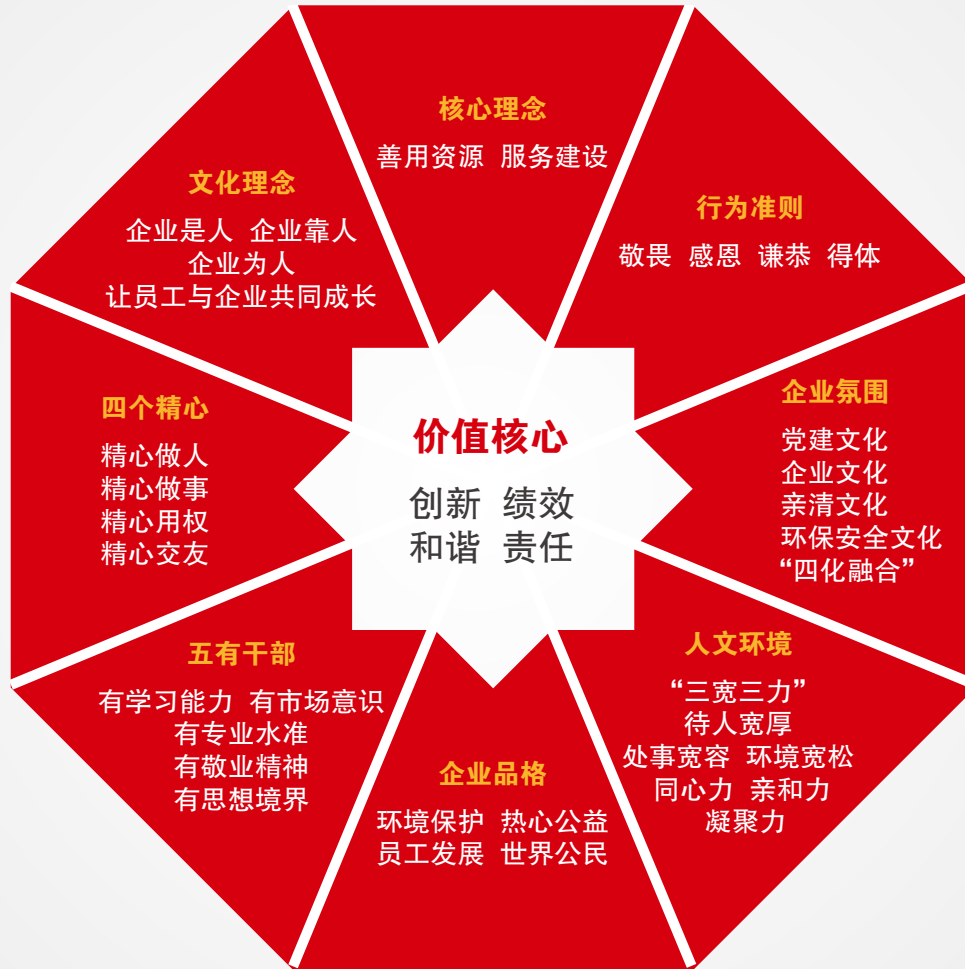 核心理念
善用资源 服务建设
行为准则
敬畏 感恩 谦恭 得体
企业氛围
党建文化
企业文化
亲清文化
环保安全文化
“四化融合”
人文环境
“三宽三力”
待人宽厚
处事宽容 环境宽松
同心力 亲和力
凝聚力
企业品格
环境保护 热心公益
员工发展 世界公民
五有干部
有学习能力 有市场意识
有专业水准
有敬业精神
有思想境界
四个精心
精心做人
精心做事
精心用权
精心交友
文化理念
企业是人 企业靠人
企业为人
让员工与企业共同成长
价值核心
创新 绩效
和谐 责任